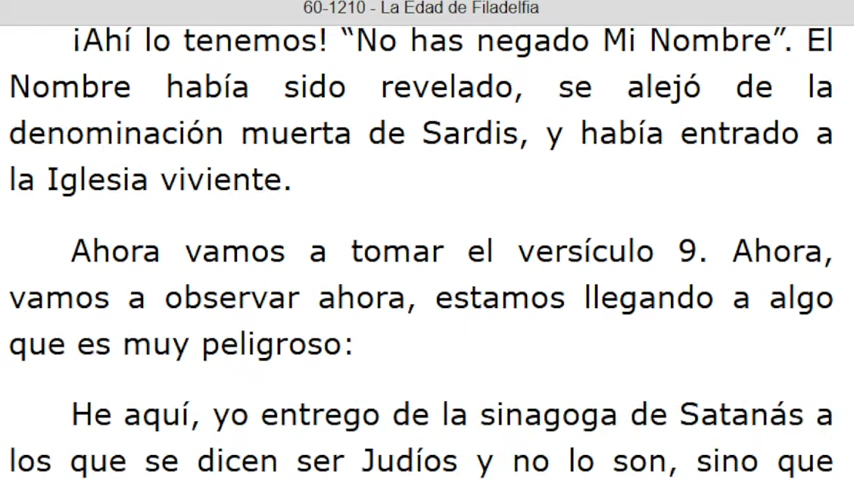 60-1210 - La Edad de Filadelfia
¡Ahí lo tenemos! “No has negado Mi Nombre”. El
Nombre había sido revelado, se alejó de la
denominación muerta de Sardis, y había entrado a
la Iglesia viviente.
Ahora vamos a tomar el versículo 9. Ahora,
vamos a observar ahora, estamos llegando a algo
que es muy peligroso:
He aquí, yo entrego de la sinagoga de Satanás a
los que se dicen ser Judíos y no lo son, sino que